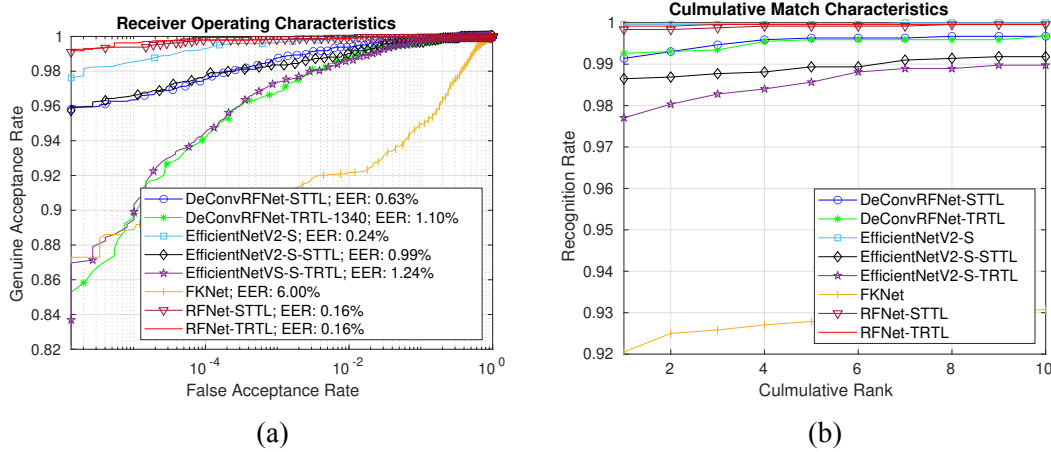 Receiver Operating Characteristics
1
0.98
0.96
0.94
0.92
0.9
0.88
0.86
0.84
0.82
Genuine Acceptance Rate
DeConvRFNet-STTL; EER: 0.63%
DeConvRFNet-TRTL-1340; EER: 1.10%
EfficientNetV2-S; EER: 0.24%
EfficientNetV2-S-STTL; EER: 0.99%
EfficientNetVS-S-TRTL; EER: 1.24%
FKNet; EER: 6.00%
RFNet-STTL; EER: 0.16%
RFNet-TRTL; EER: 0.16%
10^-4 10^-2 10^0
False Acceptance Rate
(a)
Culmulative Match Characteristics
1
0.99
0.98
0.97
0.96
0.95
0.94
0.93
0.92
Recognition Rate
DeConvRFNet-STTL
DeConvRFNet-TRTL
EfficientNetV2-S
EfficientNetV2-S-STTL
EfficientNetV2-S-TRTL
FKNet
RFNet-STTL
RFNet-TRTL
2 4 6 8 10
Culmulative Rank
(b)